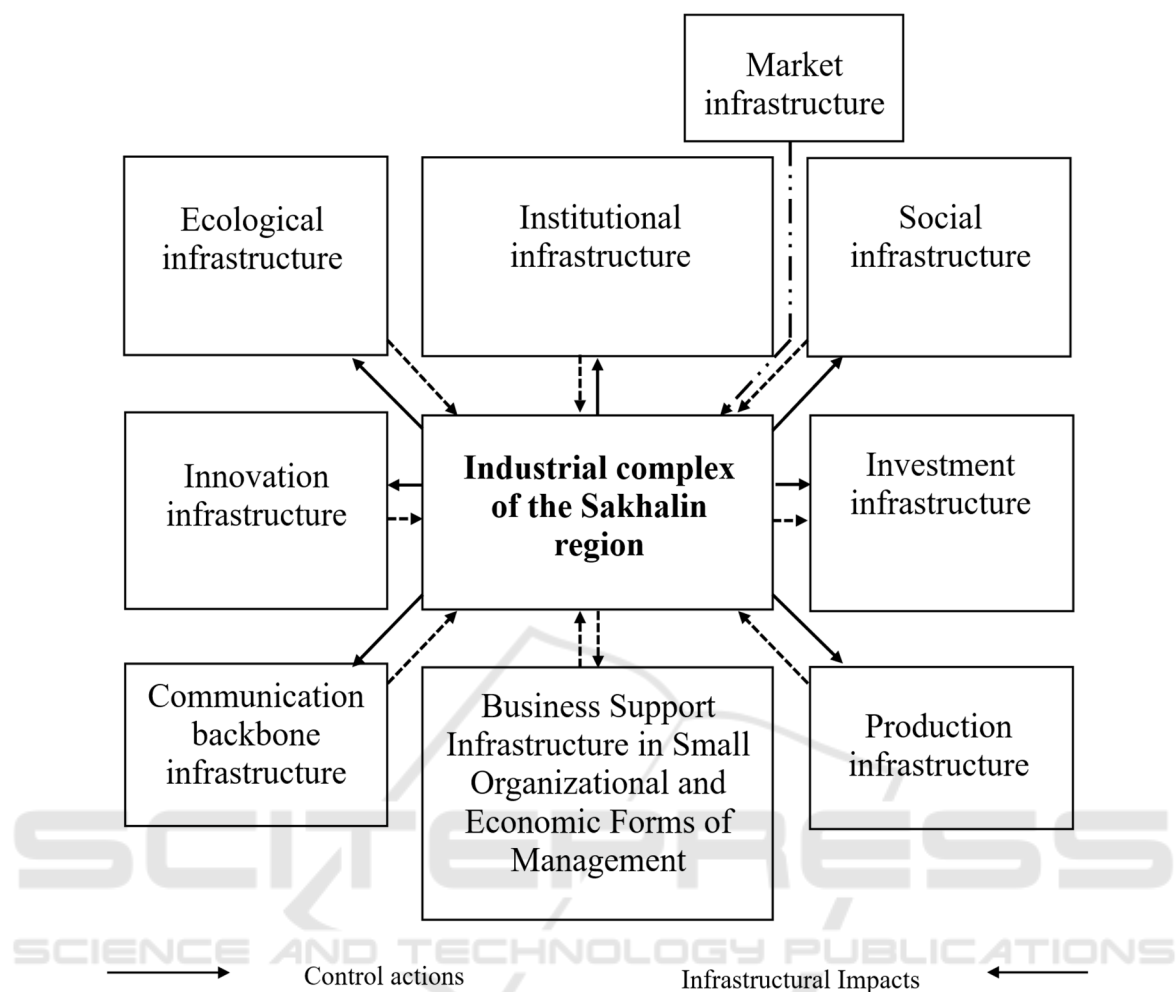 Market
infrastructure
Ecological
infrastructure
Institutional
infrastructure
Social
infrastructure
Innovation
infrastructure
Industrial complex
of the Sakhalin
region
Investment
infrastructure
Communication
backbone
infrastructure
Business Support
Infrastructure in Small
Organizational and
Economic Forms of
Management
Production
infrastructure
SCITEPRESS
SCIENCE AND TECHNOLOGY PUBLICATIONS
Control actions
Infrastructural Impacts